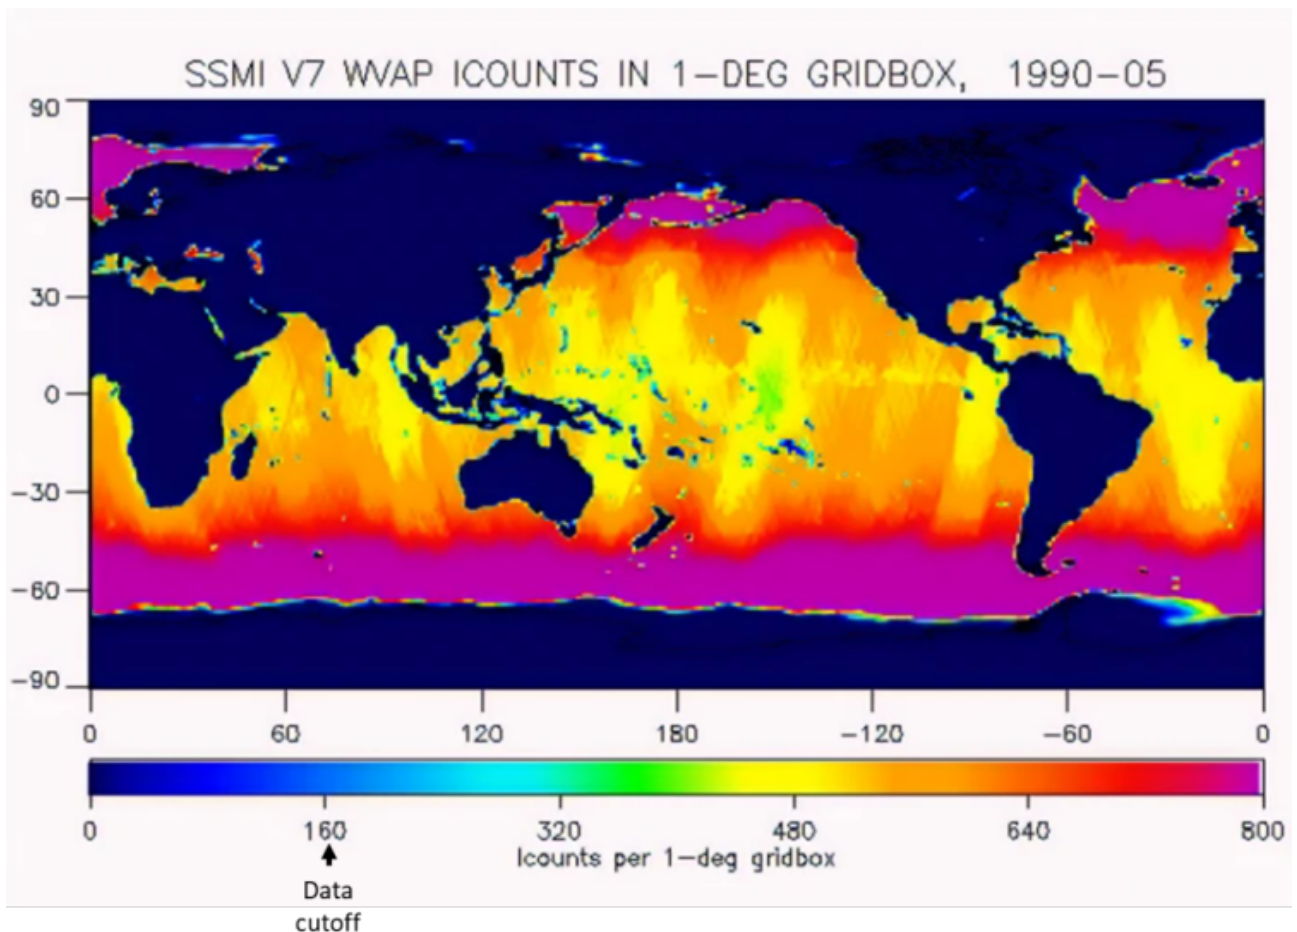 SSMI V7 WVAP ICOUNTS IN 1-DEG GRIDBOX, 1990-05
90
60
30
0
-30
-60
-90
0 60 120 180 -120 -60 0
0 160 320 480 640 800
Icounts per 1-deg gridbox
Data
cutoff